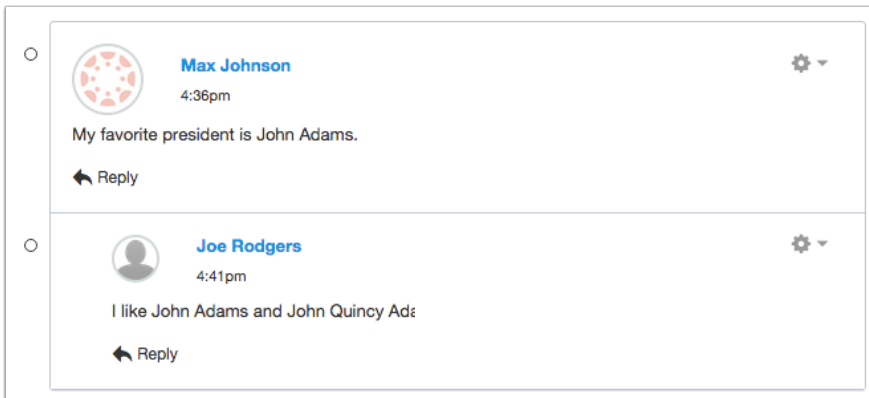 Max Johnson
4:36pm
My favorite president is John Adams.
Reply
Joe Rodgers
4:41pm
I like John Adams and John Quincy
Reply